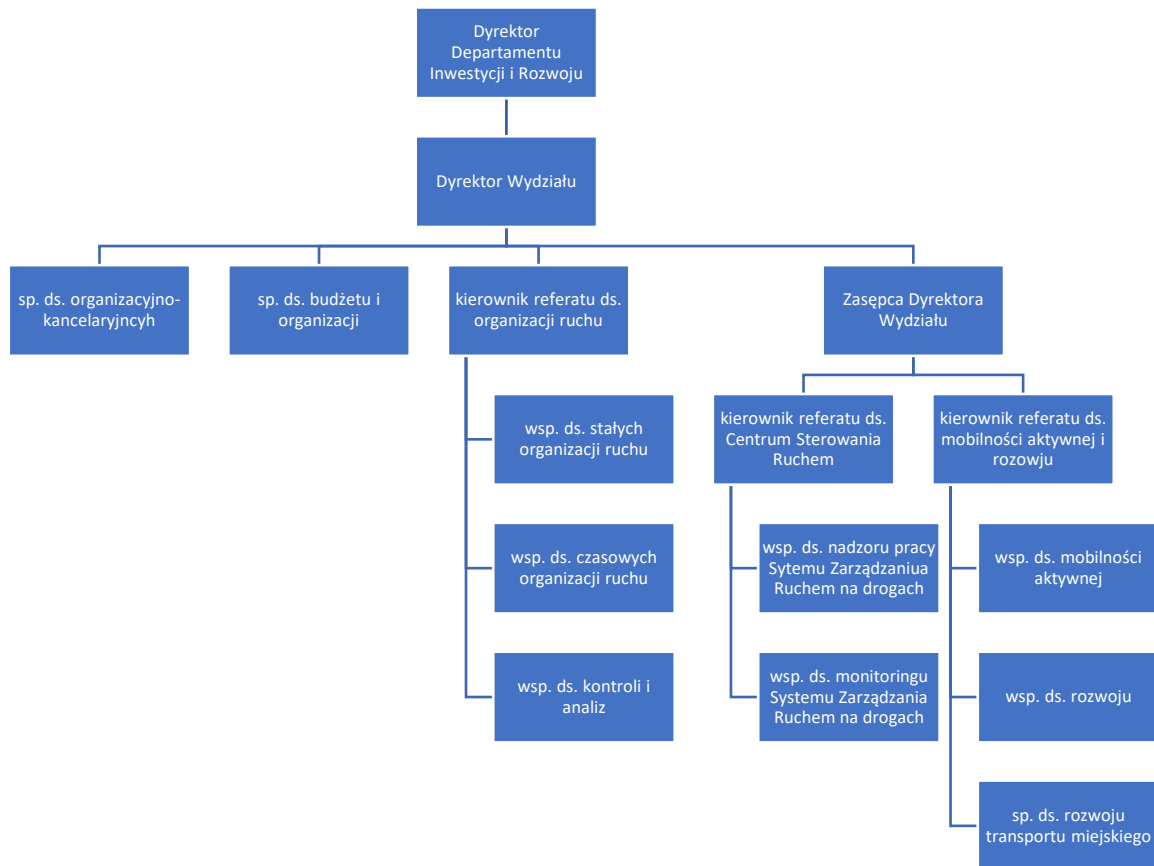 Dyrektor
Departamentu
Inwestycji i Rozwoju
Dyrektor Wydziału
sp. ds. organizacyjno-
kancelaryjncyh
sp. ds. budżetu i
organizacji
kierownik referatu ds.
organizacji ruchu
Zasępca Dyrektora
Wydziału
wsp. ds. stałych
organizacji ruchu
kierownik referatu ds.
Centrum Sterowania
Ruchem
kierownik referatu ds.
mobilności aktywnej i
rozowju
wsp. ds. czasowych
organizacji ruchu
wsp. ds. nadzoru pracy
Sytemu Zarządzaniua
Ruchem na drogach
wsp. ds. mobilności
aktywnej
wsp. ds. kontroli i
analiz
wsp. ds. monitoringu
Systemu Zarządzania
Ruchem na drogach
wsp. ds. rozwoju
sp. ds. rozwoju
transportu miejskiego